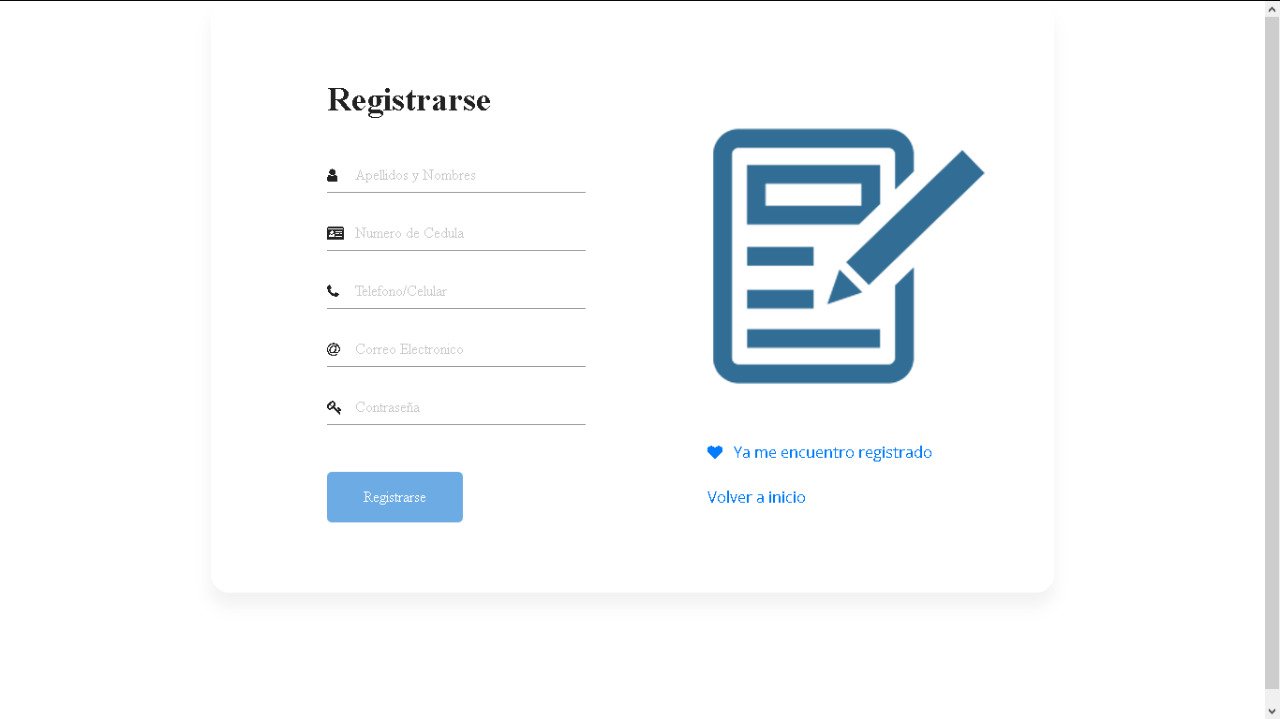 Registrarse
Apellidos y Nombres
Numero de Cedula
Telefono/Celular
Correo Electronico
Contraseña
Registrarse
Ya me encuentro registrado
Volver a inicio